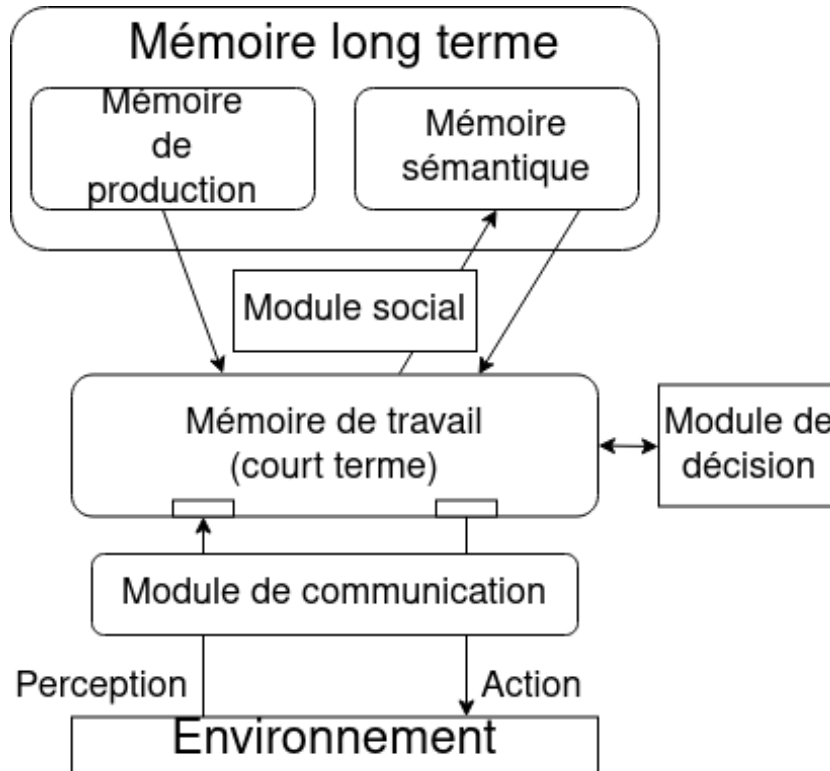 Mémoire long terme
Mémoire
de
production
Mémoire
sémantique
Module social
Mémoire de travail
(court terme)
Module de
décision
Module de communication
Perception
Action
Environnement